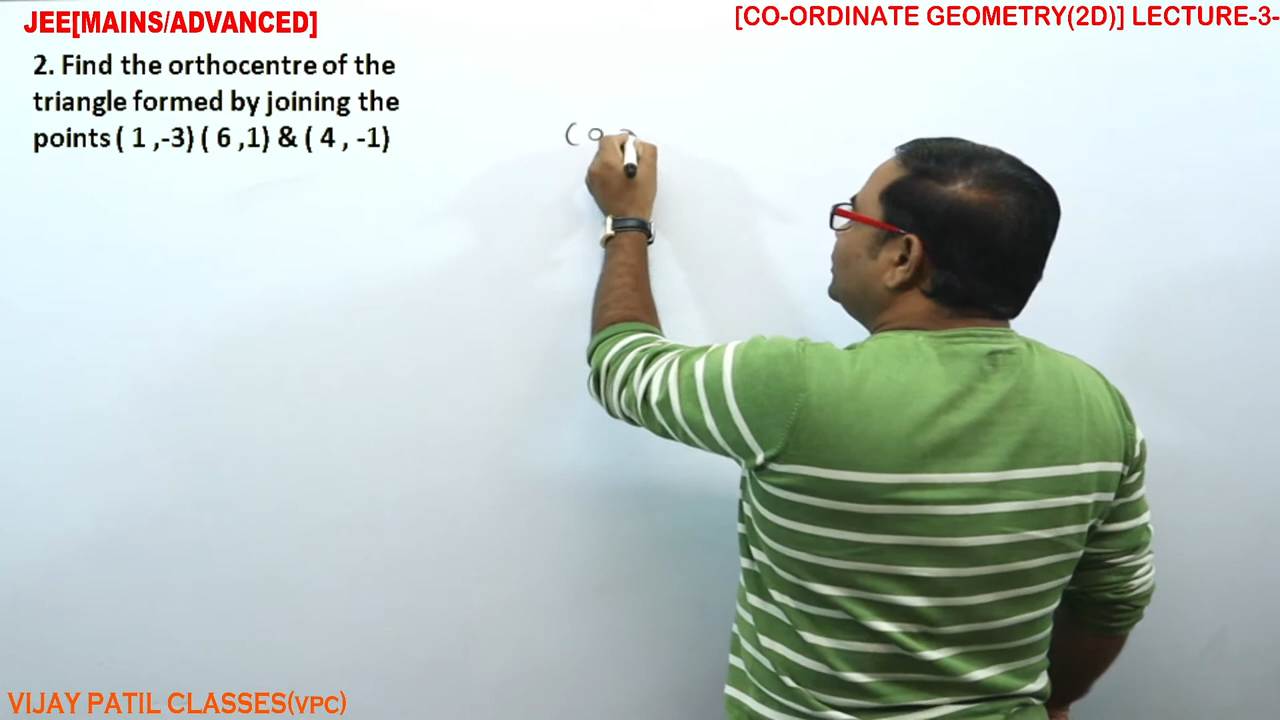 JEE[MAINS/ADVANCED]
[CO-ORDINATE GEOMETRY(2D)] LECTURE-3-
2. Find the orthocentre of the
triangle formed by joining the
points ( 1 ,-3) ( 6 ,1) & ( 4 , -1)
VIJAY PATIL CLASSES(VPC)